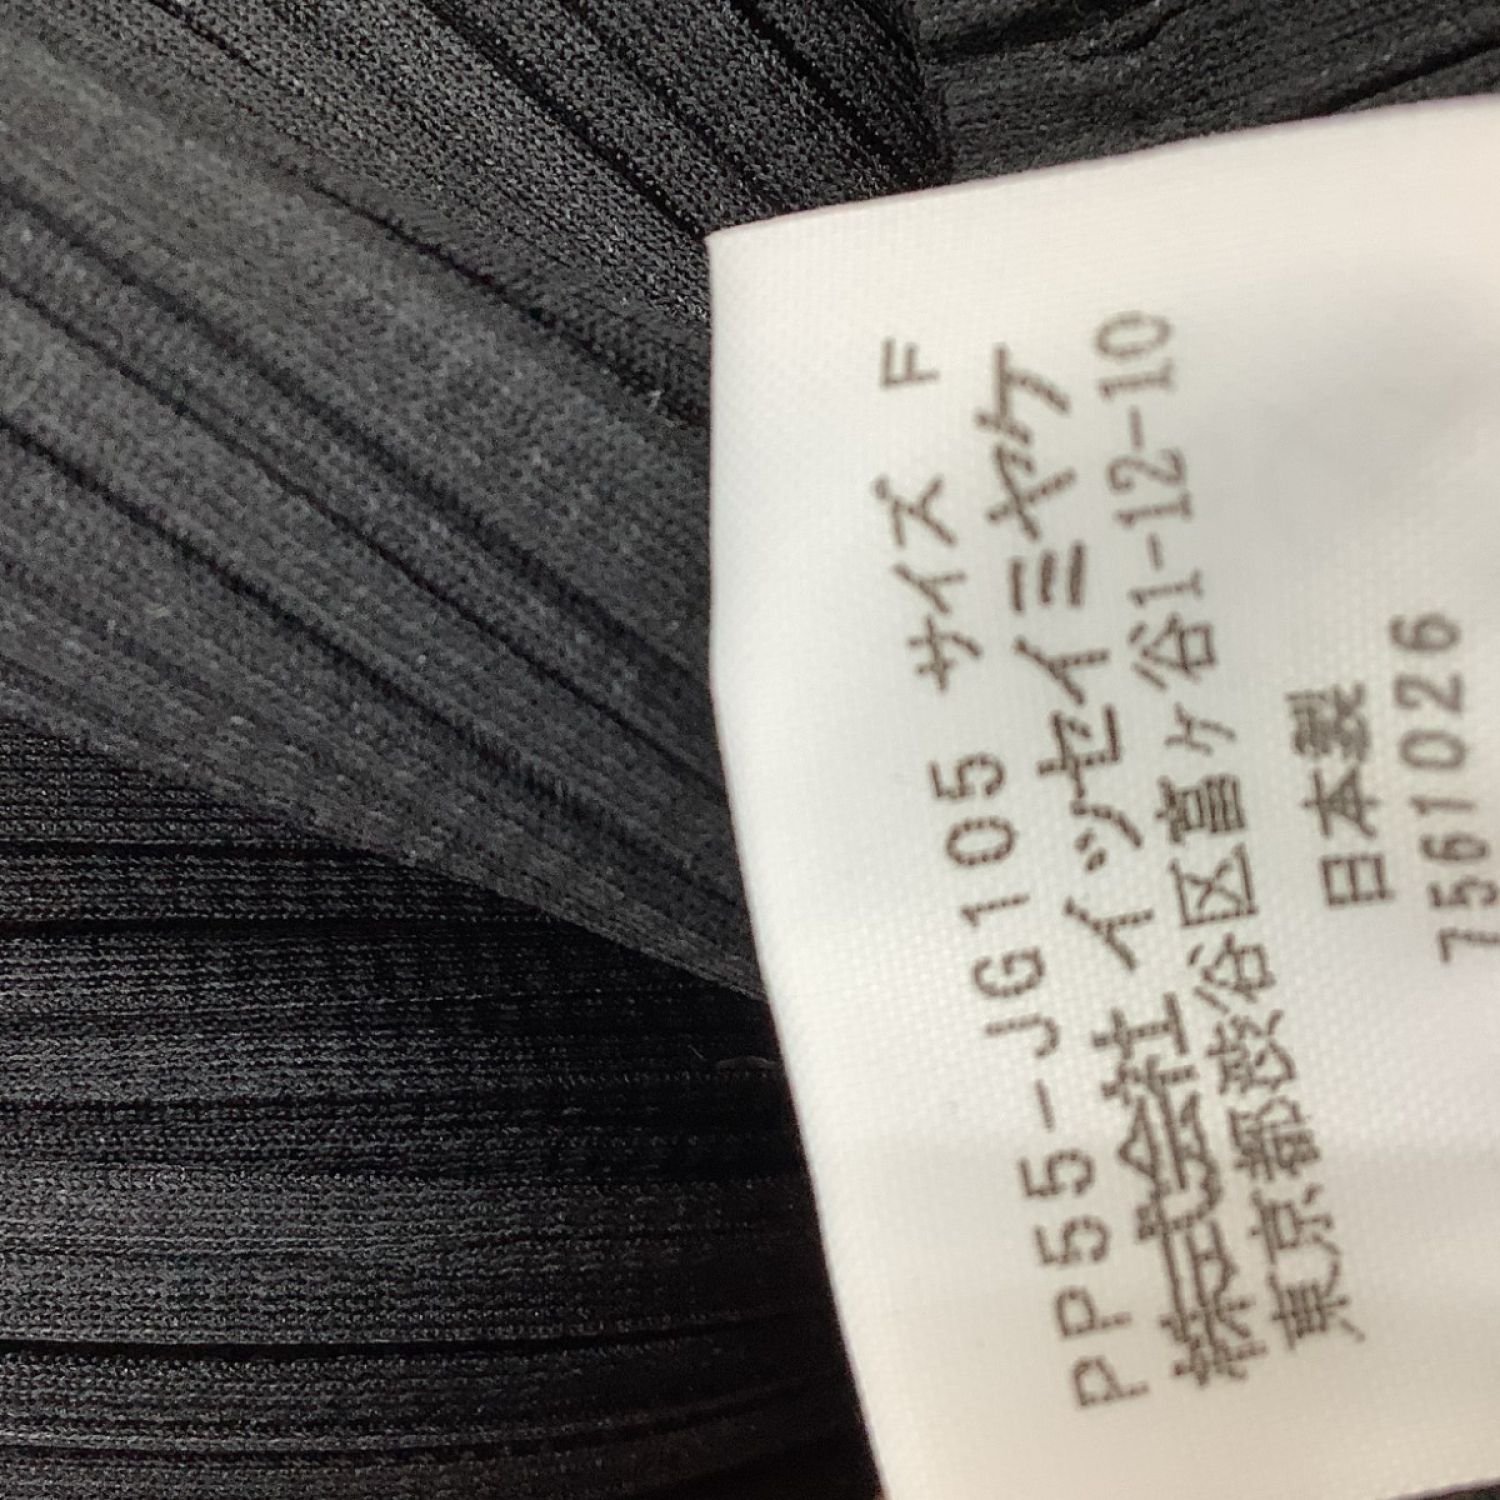 PP55-JG105 サイズ F
株式会社 イッセイミヤケ
東京都渋谷区富ヶ谷1-12-10
日本製
7561026